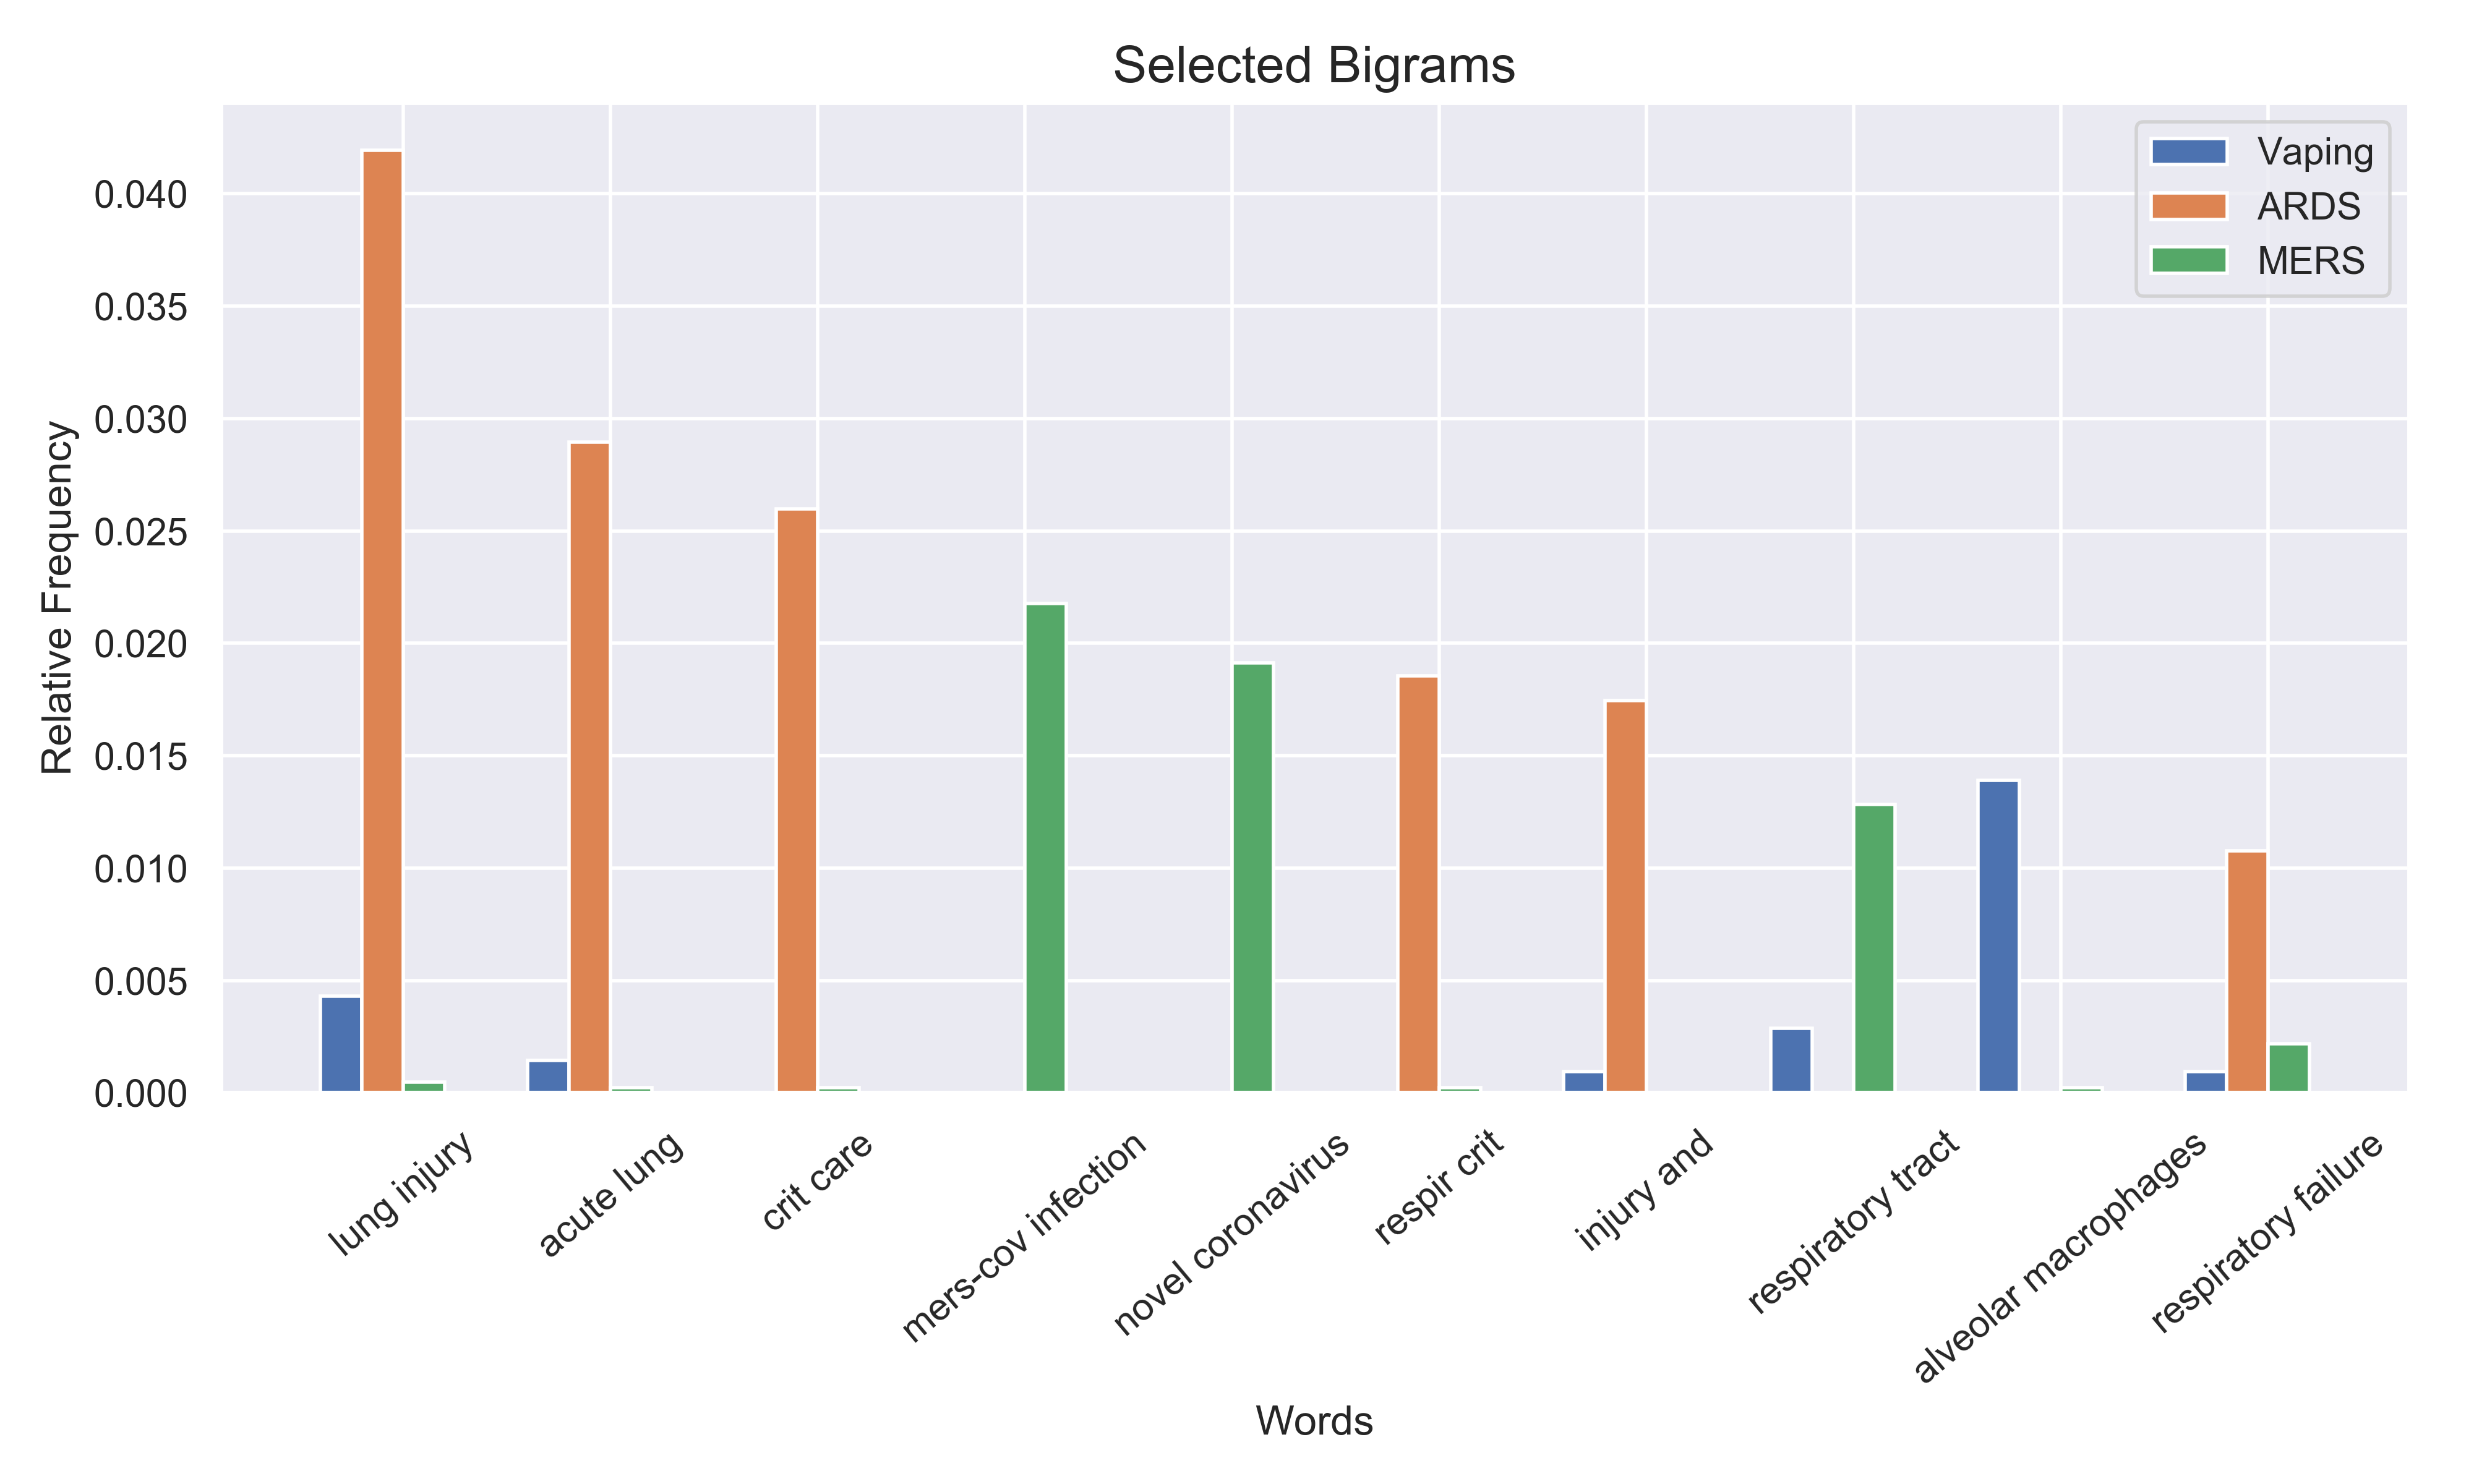 Selected Bigrams
Vaping
ARDS
MERS
Relative Frequency
0.040
0.035
0.030
0.025
0.020
0.015
0.010
0.005
0.000
lung injury
acute lung
crit care
mers-cov infection
novel coronavirus
respir crit
injury and
respiratory tract
alveolar macrophages
respiratory failure
Words